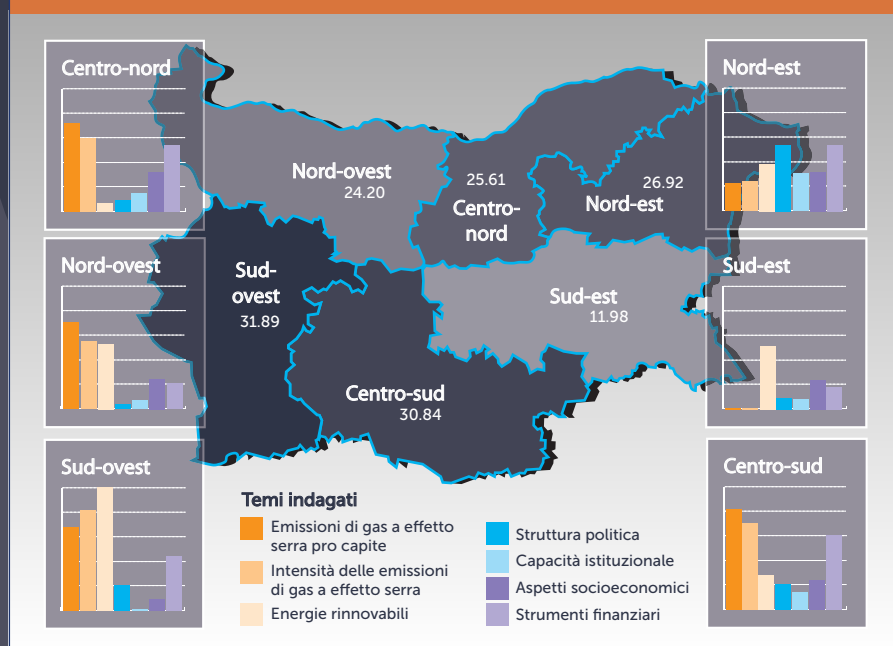 Centro-nord
Nord-est
Nord-ovest
24.20
25.61
Centro-
nord
26.92
Nord-est
Nord-ovest
Sud-
ovest
31.89
Sud-est
11.98
Sud-est
Centro-sud
30.84
Sud-ovest
Centro-sud
Temi indagati
Emissioni di gas a effetto
serra pro capite
Intensità delle emissioni
di gas a effetto serra
Energie rinnovabili
Struttura politica
Capacità istituzionale
Aspetti socioeconomici
Strumenti finanziari